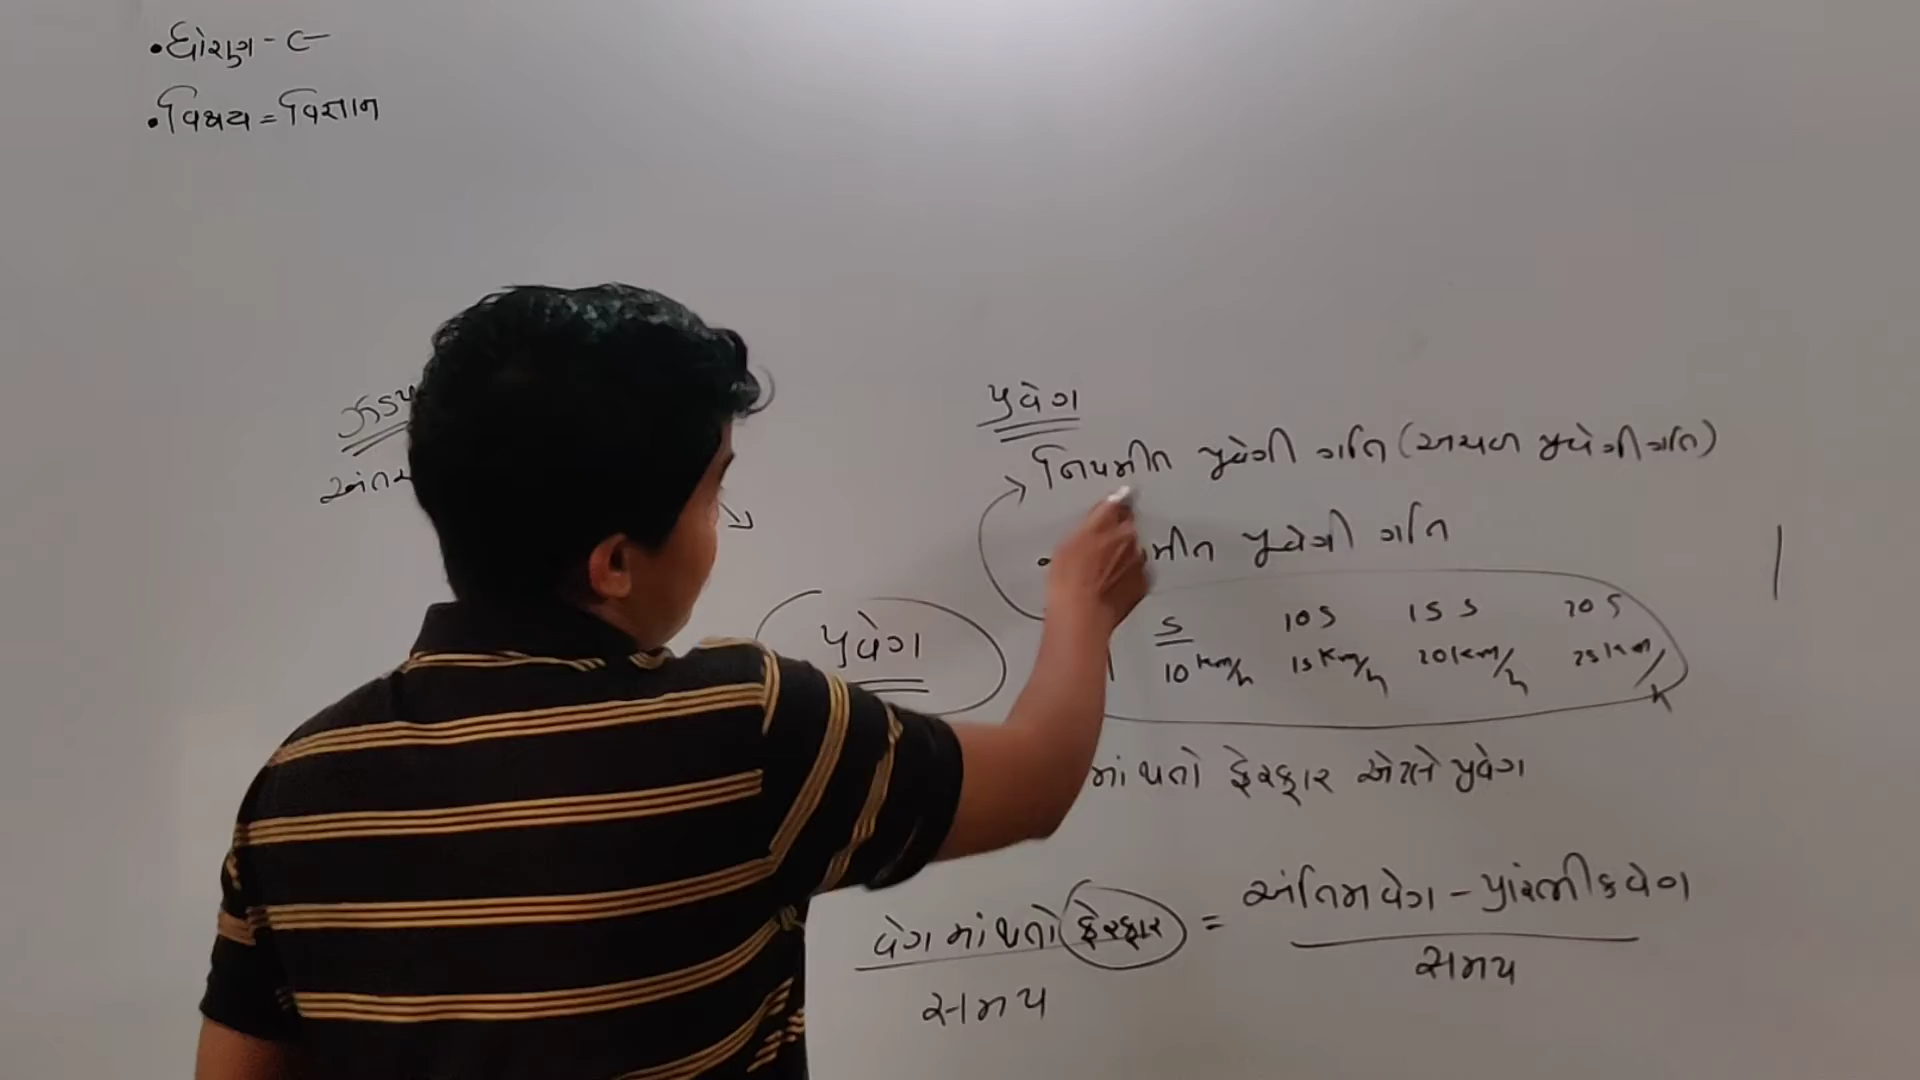 • ધોરણ - ૯
• વિષય = વિજ્ઞાન
ઝડપ
પ્રવેગ
નિયમીત પ્રવેગી ગતિ (અચળ પ્રવેગી ગતિ)
પ્રવેગી ગતિ
5 10 S 15 S 20 S
10 km/h 15 km/h 20 km/h 25 km/h
પ્રવેગ
માં થતો ફેરફાર એટલે પ્રવેગ
વેગ માં થતો ફેરફાર = અંતિમ વેગ - પ્રારંભીક વેગ
સમય સમય